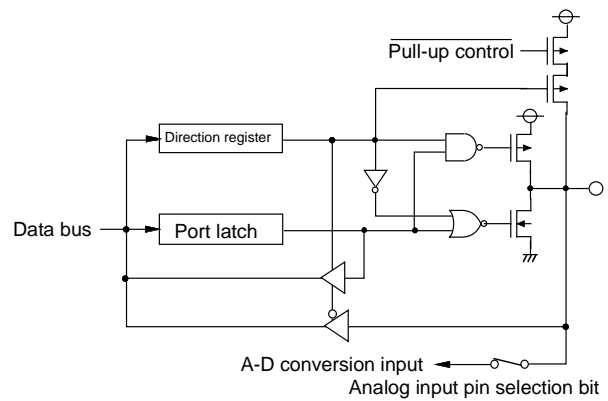 Pull-up control
Direction register
Data bus
Port latch
A-D conversion input
Analog input pin selection bit